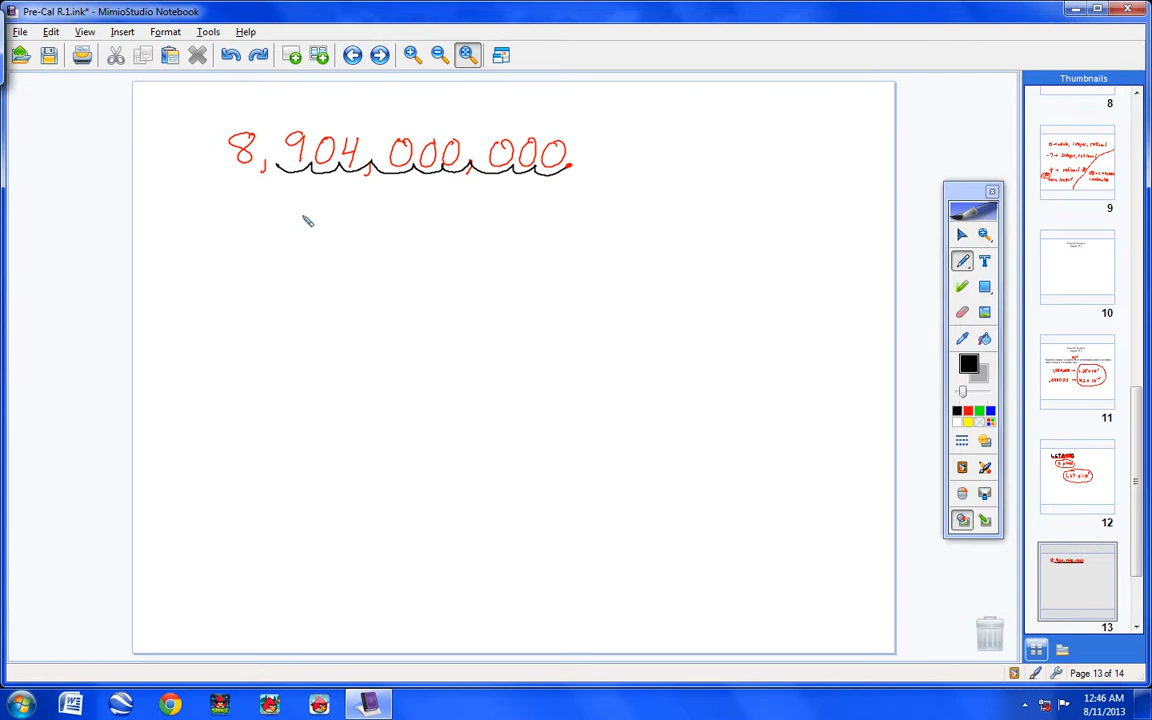 Pre-Cal R.1.ink* - MimioStudio Notebook
File Edit View Insert Format Tools Help
8,904,000,000.
Thumbnails
8
9
10
11
12
13
Page 13 of 14
12:46 AM
8/11/2013